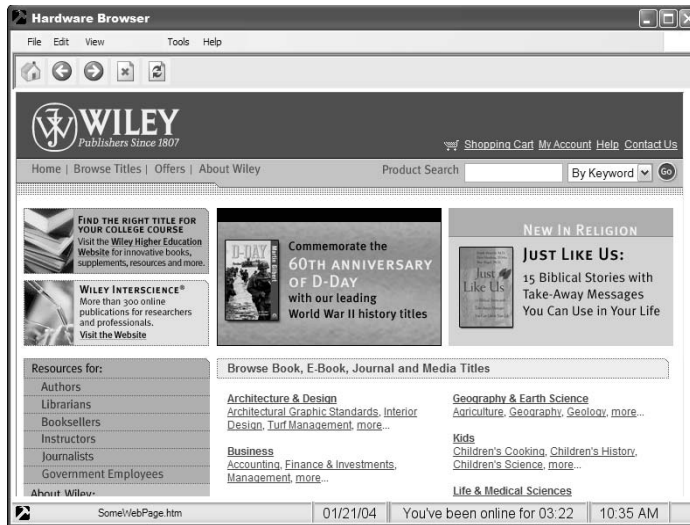 Hardware Browser
File Edit View Tools Help
WILEY
Publishers Since 1807
Shopping Cart My Account Help Contact Us
Home | Browse Titles | Offers | About Wiley
Product Search
By Keyword
GO
FIND THE RIGHT TITLE FOR
YOUR COLLEGE COURSE
Visit the Wiley Higher Education
Website for innovative books,
supplements, resources and more.
WILEY INTERSCIENCE®
More than 300 online
publications for researchers
and professionals.
Visit the Website
D-DAY
Martin Gilbert
Commemorate the
60TH ANNIVERSARY
OF D-DAY
with our leading
World War II history titles
NEW IN RELIGION
Just
Like Us
JUST LIKE US:
15 Biblical Stories with
Take-Away Messages
You Can Use in Your Life
Resources for:
Authors
Librarians
Booksellers
Instructors
Journalists
Government Employees
About Wiley:
Browse Book, E-Book, Journal and Media Titles
Architecture & Design
Architectural Graphic Standards, Interior
Design, Turf Management, more...
Business
Accounting, Finance & Investments,
Management, more...
Geography & Earth Science
Agriculture, Geography, Geology, more...
Kids
Children's Cooking, Children's History,
Children's Science, more...
Life & Medical Sciences
SomeWebPage.htm
01/21/04
You've been online for 03:22
10:35 AM